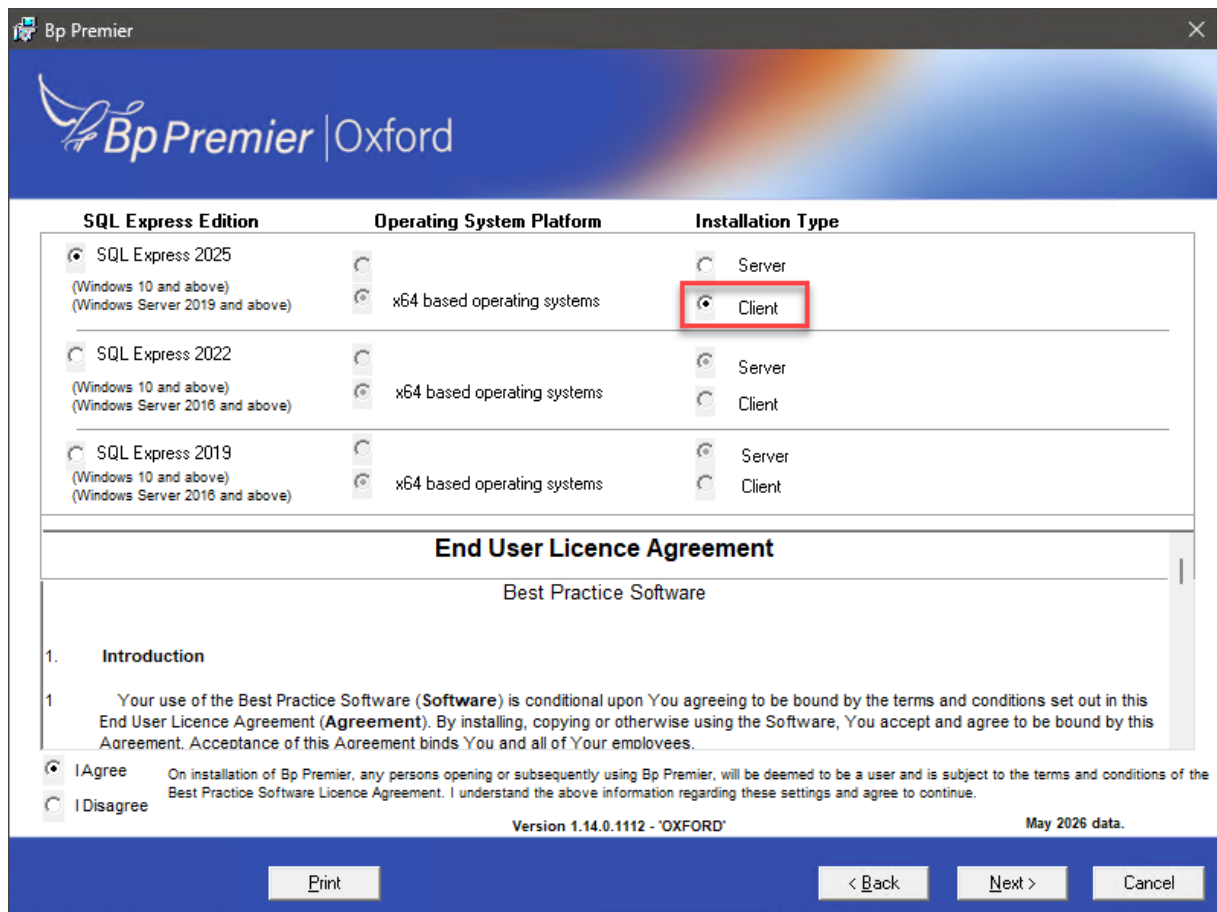 Bp Premier
Bp Premier | Oxford
SQL Express Edition Operating System Platform Installation Type
SQL Express 2025
(Windows 10 and above)
(Windows Server 2019 and above)
x64 based operating systems
Server
Client
SQL Express 2022
(Windows 10 and above)
(Windows Server 2016 and above)
x64 based operating systems
Server
Client
SQL Express 2019
(Windows 10 and above)
(Windows Server 2016 and above)
x64 based operating systems
Server
Client
End User Licence Agreement
Best Practice Software
1. Introduction
1 Your use of the Best Practice Software (Software) is conditional upon You agreeing to be bound by the terms and conditions set out in this
End User Licence Agreement (Agreement). By installing, copying or otherwise using the Software, You accept and agree to be bound by this
Agreement. Acceptance of this Agreement binds You and all of Your employees.
I Agree
I Disagree
On installation of Bp Premier, any persons opening or subsequently using Bp Premier, will be deemed to be a user and is subject to the terms and conditions of the
Best Practice Software Licence Agreement. I understand the above information regarding these settings and agree to continue.
Version 1.14.0.1112 - 'OXFORD' May 2026 data.
Print < Back Next > Cancel